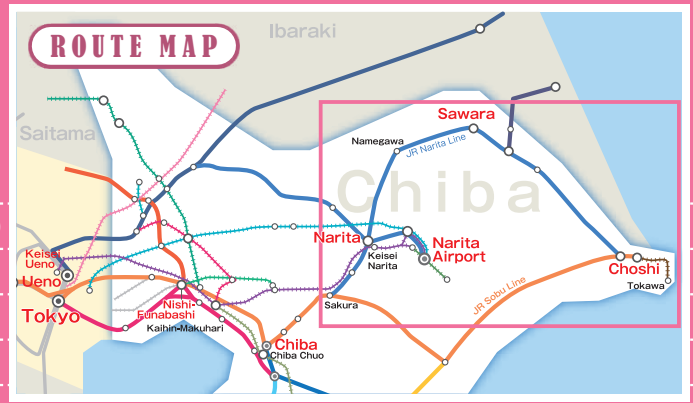 ROUTE MAP
Ibaraki
Saitama
Sawara
Namegawa
JR Narita Line
Chiba
Narita
Keisei
Narita
Narita
Airport
Keisei
Ueno
Ueno
Tokyo
Nishi-
Funabashi
Kaihin-Makuhari
Sakura
JR Sobu Line
Choshi
Tokawa
Chiba
Chiba Chuo